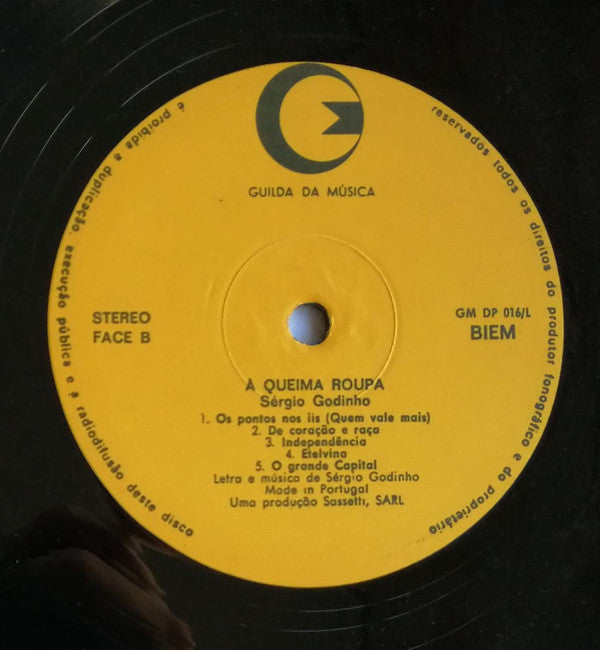 GUILDA DA MÚSICA
reservados todos os direitos do produtor fonográfico e do proprietário
é proibida a duplicação, execução pública e a radiodifusão deste disco
STEREO
FACE B
GM DP 016/L
BIEM
À QUEIMA ROUPA
Sérgio Godinho
1. Os pontos nos iis (Quem vale mais)
2. De coração e raça
3. Independência
4. Etelvina
5. O grande Capital
Letra e música de Sérgio Godinho
Made in Portugal
Uma produção Sassetti, SARL